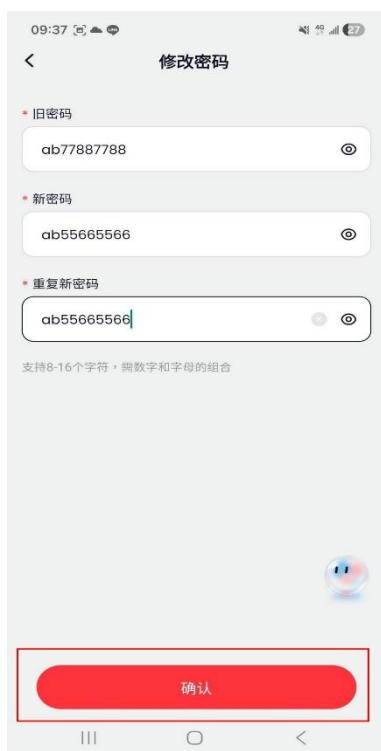 09:37
4G
27
修改密码
* 旧密码
ab77887788
* 新密码
ab55665566
* 重复新密码
ab55665566
支持8-16个字符，需数字和字母的组合
确认